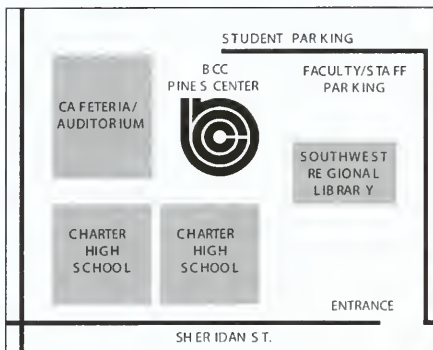 STUDENT PARKING
BCC
PINES CENTER
FACULTY/STAFF
PARKING
CAFETERIA/
AUDITORIUM
SOUTHWEST
REGIONAL
LIBRARY
CHARTER
HIGH
SCHOOL
CHARTER
HIGH
SCHOOL
ENTRANCE
SHERIDAN ST.